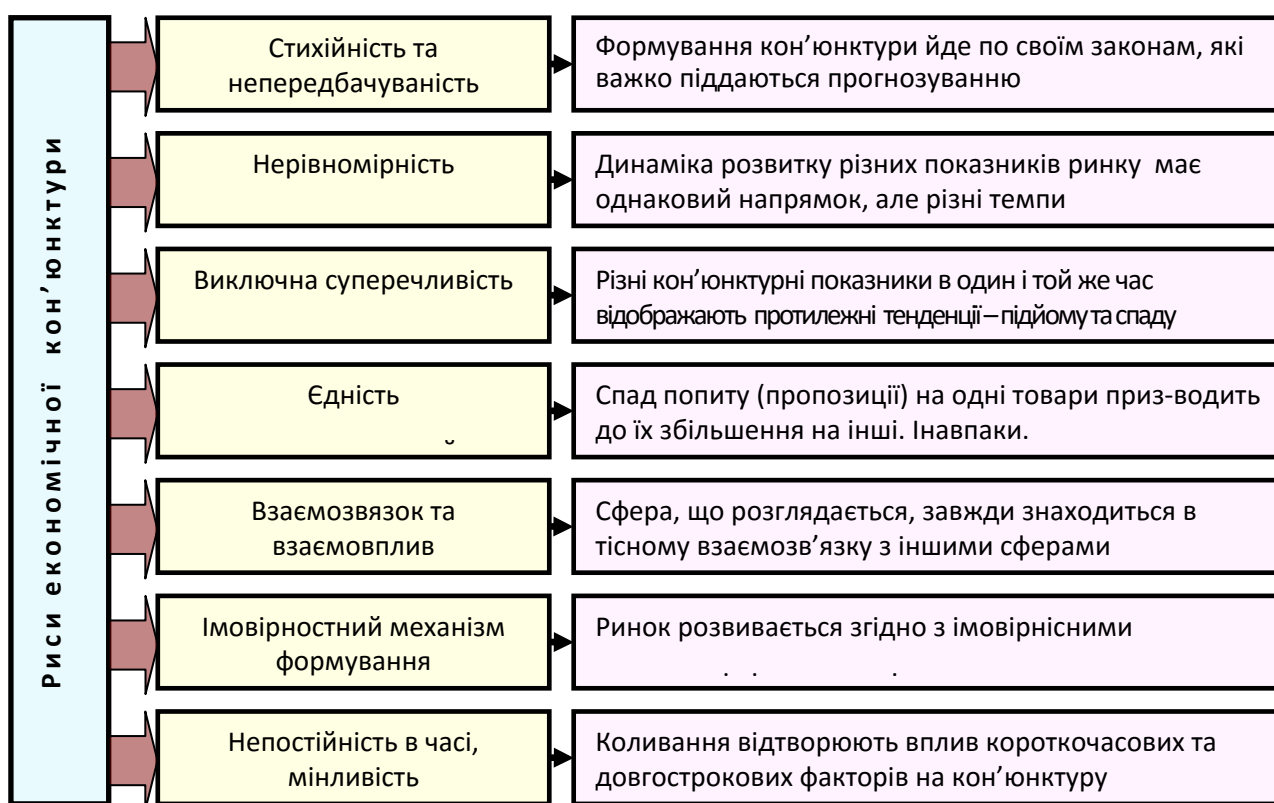 Риси економічної кон’юнктури
Стихійність та
непередбачуваність
Формування кон’юнктури йде по своїм законам, які
важко піддаються прогнозуванню
Нерівномірність
Динаміка розвитку різних показників ринку має
однаковий напрямок, але різні темпи
Виключна суперечливість
Різні кон’юнктурні показники в один і той же час
відображають протилежні тенденції – підйому та спаду
Єдність
Спад попиту (пропозиції) на одні товари приз-водить
до їх збільшення на інші. Інавпаки.
Взаємозвязок та
взаємовплив
Сфера, що розглядається, завжди знаходиться в
тісному взаємозв’язку з іншими сферами
Імовірностний механізм
формування
Ринок розвивається згідно з імовірнісними
Непостійність в часі,
мінливість
Коливання відтворюють вплив короткочасових та
довгострокових факторів на кон’юнктуру